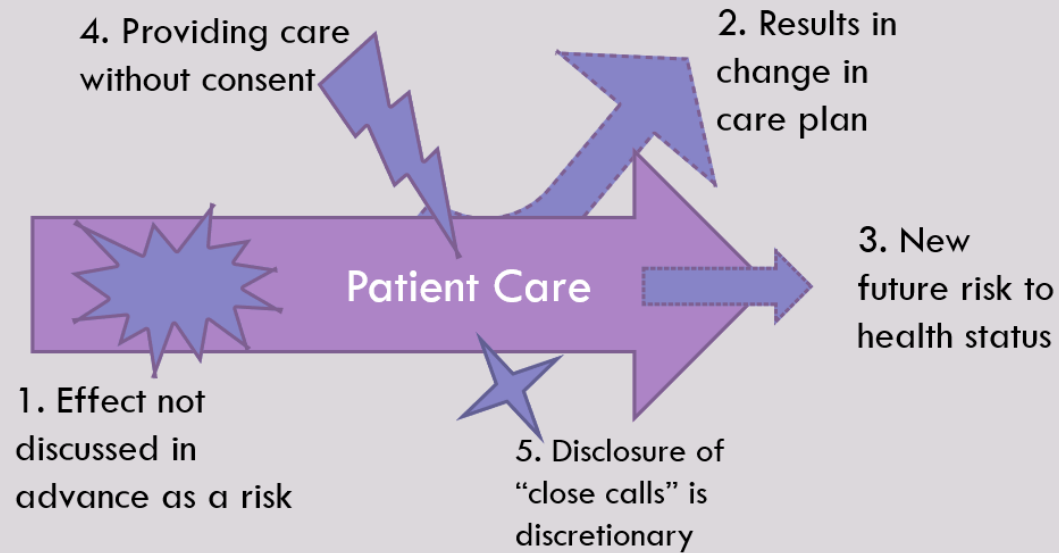 4. Providing care
without consent
2. Results in
change in
care plan
Patient Care
3. New
future risk to
health status
1. Effect not
discussed in
advance as a risk
5. Disclosure of
“close calls” is
discretionary